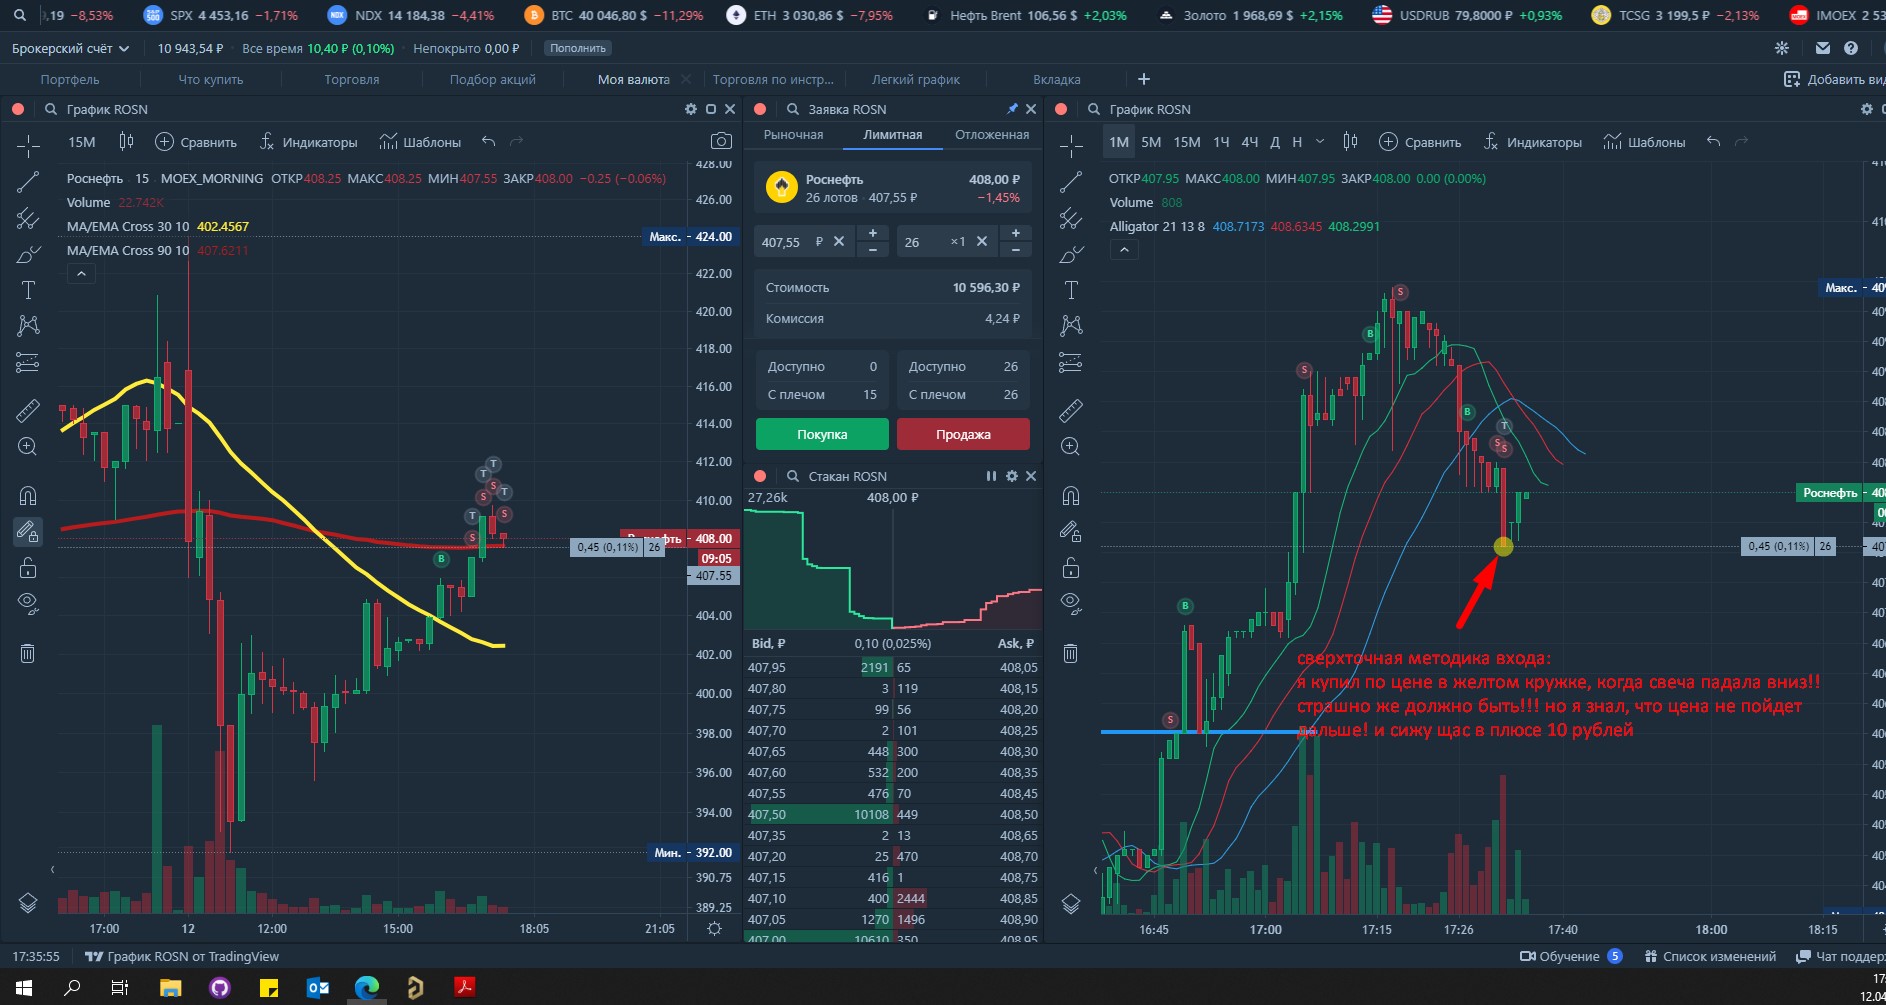 ,19 −8,53% SPX 4 453,16 −1,71% NDX 14 184,38 −4,41% BTC 40 046,80 $ −11,29% ETH 3 030,86 $ −7,95% Нефть Brent 106,56 $ +2,03% Золото 1 968,69 $ +2,15% USDRUB 79,8000 ₽ +0,93% TCSG 3 199,5 ₽ −2,13% IMOEX 2 53
Брокерский счёт 10 943,54 ₽ · Все время 10,40 ₽ (0,10%) · Непокрыто 0,00 ₽ Пополнить
Портфель Что купить Торговля Подбор акций Моя валюта Торговля по инстр... Легкий график Вкладка + Добавить ви
График ROSN
15М Сравнить Индикаторы Шаблоны
Роснефть · 15 · MOEX_MORNING ОТКР408.25 МАКС408.25 МИН407.55 ЗАКР408.00 −0.25 (−0.06%)
Volume 22.742K
MA/EMA Cross 30 10 402.4567
MA/EMA Cross 90 10 407.6211
428.00
426.00
Макс. 424.00
422.00
420.00
418.00
416.00
414.00
412.00
410.00
408.00
09:05
0,45 (0,11%) 26
407.55
404.00
402.00
400.00
398.00
396.00
394.00
Мин. 392.00
390.75
389.25
T
T
S T
S
T S
S
B
17:00 12 12:00 15:00 18:05 21:05
Заявка ROSN
Рыночная Лимитная Отложенная
Роснефть 408,00 ₽
26 лотов · 407,55 ₽ −1,45%
407,55 ₽ + − 26 ×1 + −
Стоимость 10 596,30 ₽
Комиссия 4,24 ₽
Доступно 0 Доступно 26
С плечом 15 С плечом 26
Покупка Продажа
Стакан ROSN
27,26k 408,00 ₽
Bid, ₽ 0,10 (0,025%) Ask, ₽
407,95 2191 65 408,05
407,80 3 119 408,15
407,75 99 56 408,20
407,70 2 101 408,25
407,65 448 300 408,30
407,60 532 200 408,35
407,55 476 70 408,45
407,50 10108 449 408,50
407,35 2 13 408,65
407,20 25 470 408,70
407,15 416 1 408,75
407,10 400 2444 408,85
407,05 1270 1496 408,90
407,00 10610 350 408,95
График ROSN
1М 5М 15М 1Ч 4Ч Д Н Сравнить Индикаторы Шаблоны
ОТКР407.95 МАКС408.00 МИН407.95 ЗАКР408.00 0.00 (0.00%)
Volume 808
Alligator 21 13 8 408.7173 408.6345 408.2991
Макс.
S
B
S
B
T
S
S
Роснефть
0,45 (0,11%) 26
B
S
сверхточная методика входа:
я купил по цене в желтом кружке, когда свеча падала вниз!!
страшно же должно быть!!! но я знал, что цена не пойдет
дальше! и сижу щас в плюсе 10 рублей
16:45 17:00 17:15 17:26 17:40 18:00 18:15
17:35:55 График ROSN от TradingView Обучение 5 Список изменений Чат поддер
17:
12.04